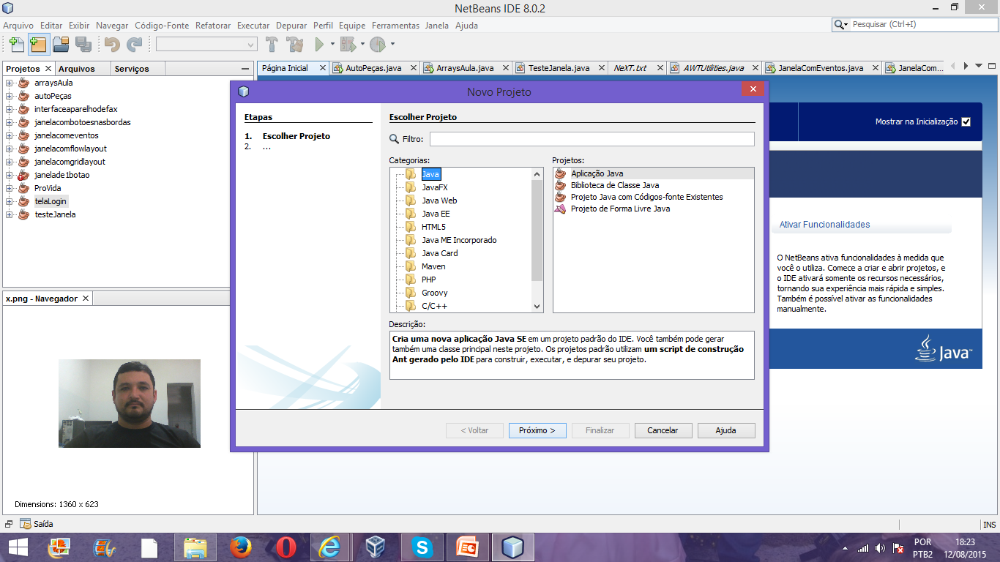 NetBeans IDE 8.0.2
Arquivo Editar Exibir Navegar Código-Fonte Refatorar Executar Depurar Perfil Equipe Ferramentas Janela Ajuda
Pesquisar (Ctrl+I)
Projetos Arquivos Serviços
Página Inicial AutoPeças.java ArraysAula.java TesteJanela.java NeXT.txt AWTUtilities.java JanelaComEventos.java JanelaCom...
arraysAula
autoPeças
interfaceaparelhodefax
janelacombotoesnasbordas
janelacomeventos
janelacomflowlayout
janelacomgridlayout
janelade1botao
ProVida
telaLogin
testeJanela
x.png - Navegador
Dimensions: 1360 x 623
Novo Projeto
Etapas
1. Escolher Projeto
2. ...
Escolher Projeto
Filtro:
Categorias:
Java
JavaFX
Java Web
Java EE
HTML5
Java ME Incorporado
Java Card
Maven
PHP
Groovy
C/C++
Projetos:
Aplicação Java
Biblioteca de Classe Java
Projeto Java com Códigos-fonte Existentes
Projeto de Forma Livre Java
Descrição:
Cria uma nova aplicação Java SE em um projeto padrão do IDE. Você também pode gerar
também uma classe principal neste projeto. Os projetos padrão utilizam um script de construção
Ant gerado pelo IDE para construir, executar, e depurar seu projeto.
< Voltar Próximo > Finalizar Cancelar Ajuda
Mostrar na Inicialização
Ativar Funcionalidades
O NetBeans ativa funcionalidades à medida que
você o utiliza. Comece a criar e abrir projetos, e
o IDE ativará somente os recursos necessários,
tornando sua experiência mais rápida e simples.
Também é possível ativar as funcionalidades
manualmente.
Java™
Saída
INS
POR
PTB2
18:23
12/08/2015